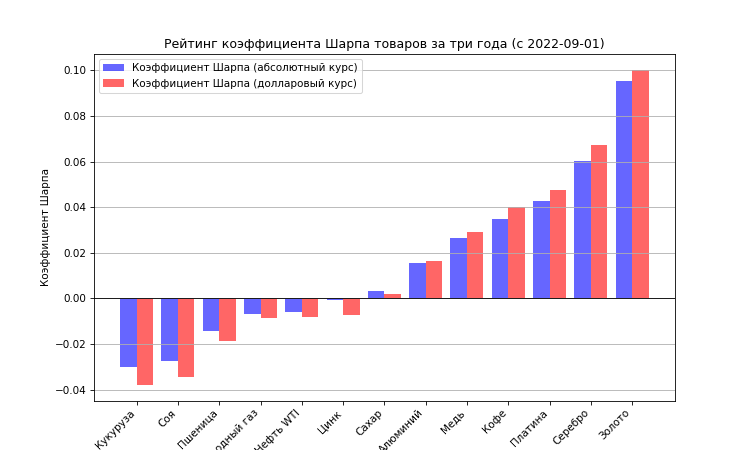 Рейтинг коэффициента Шарпа товаров за три года (с 2022-09-01)
Коэффициент Шарпа (абсолютный курс)
Коэффициент Шарпа (долларовый курс)
Коэффициент Шарпа
0.10
0.08
0.06
0.04
0.02
0.00
−0.02
−0.04
Кукуруза
Соя
Пшеница
одный газ
Нефть WTI
Цинк
Сахар
Алюминий
Медь
Кофе
Платина
Серебро
Золото